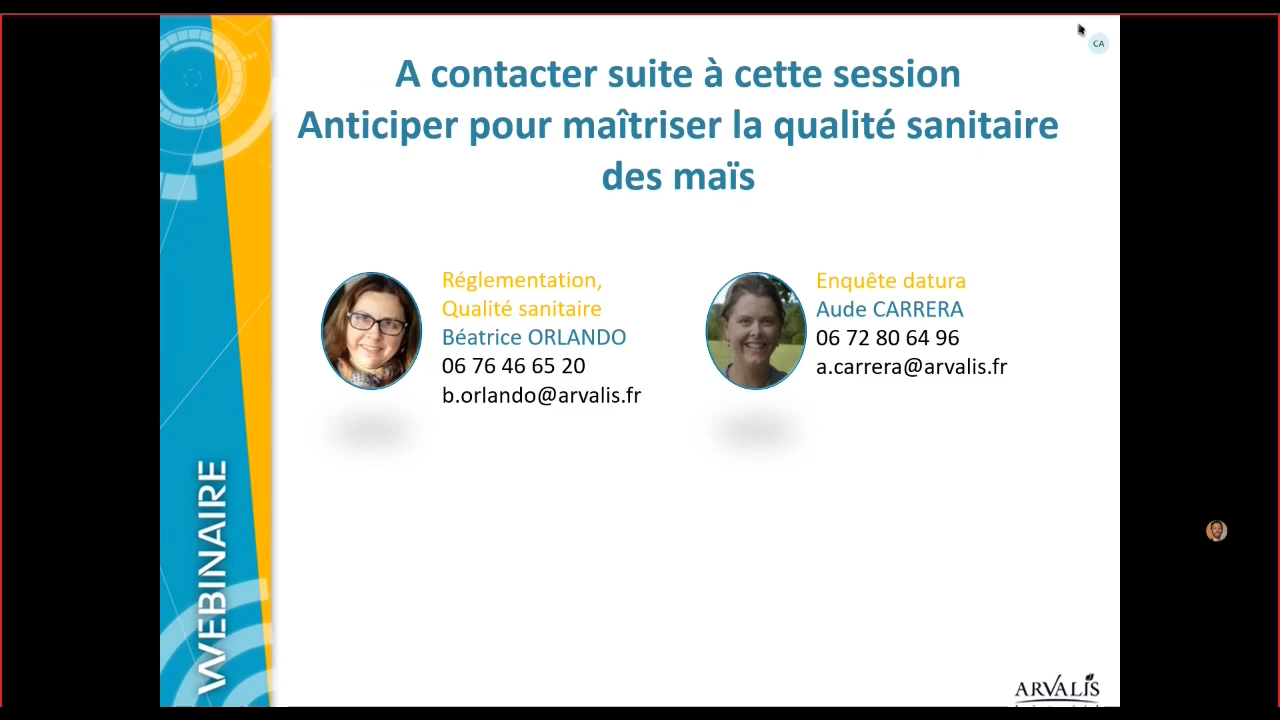 CA
A contacter suite à cette session
Anticiper pour maîtriser la qualité sanitaire
des maïs
Réglementation,
Qualité sanitaire
Béatrice ORLANDO
06 76 46 65 20
b.orlando@arvalis.fr
Enquête datura
Aude CARRERA
06 72 80 64 96
a.carrera@arvalis.fr
WEBINAIRE
ARVALIS